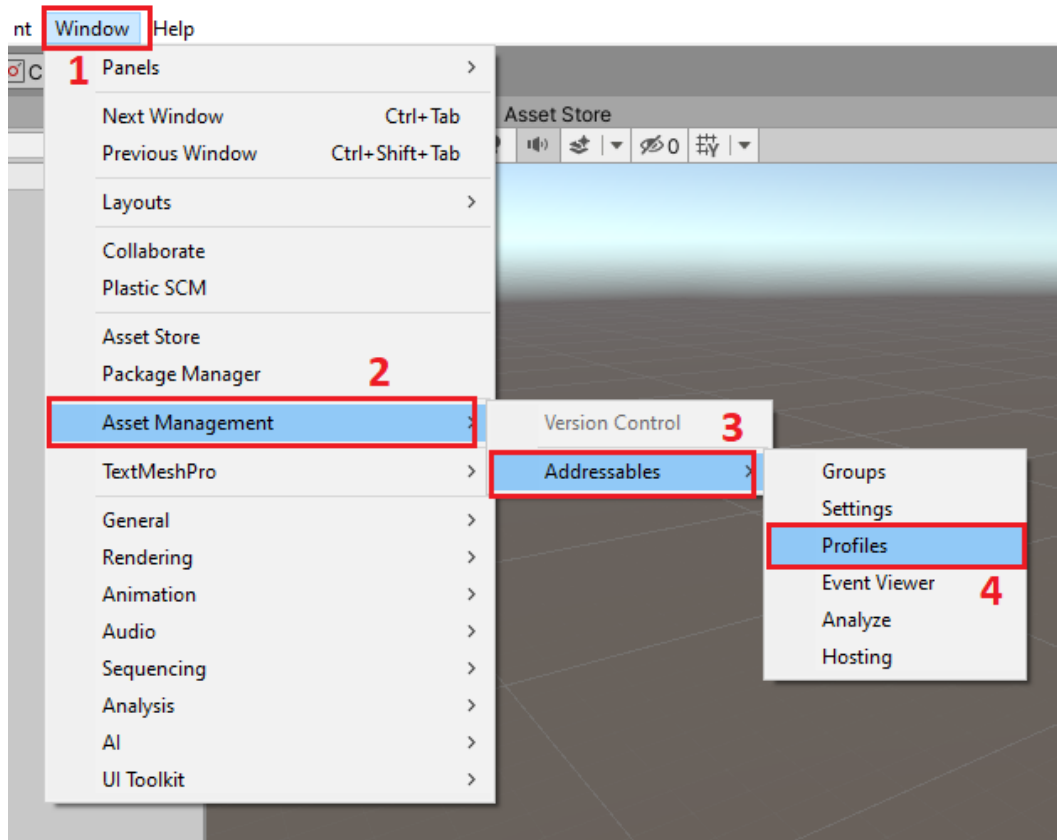 nt Window Help
1
C
Panels
Next Window Ctrl+Tab
Asset Store
Previous Window Ctrl+Shift+Tab
0
Layouts
Collaborate
Plastic SCM
Asset Store
Package Manager
2
Asset Management
Version Control
3
TextMeshPro
Addressables
Groups
General
Settings
Rendering
Profiles
Animation
Event Viewer
4
Audio
Analyze
Sequencing
Hosting
Analysis
AI
UI Toolkit